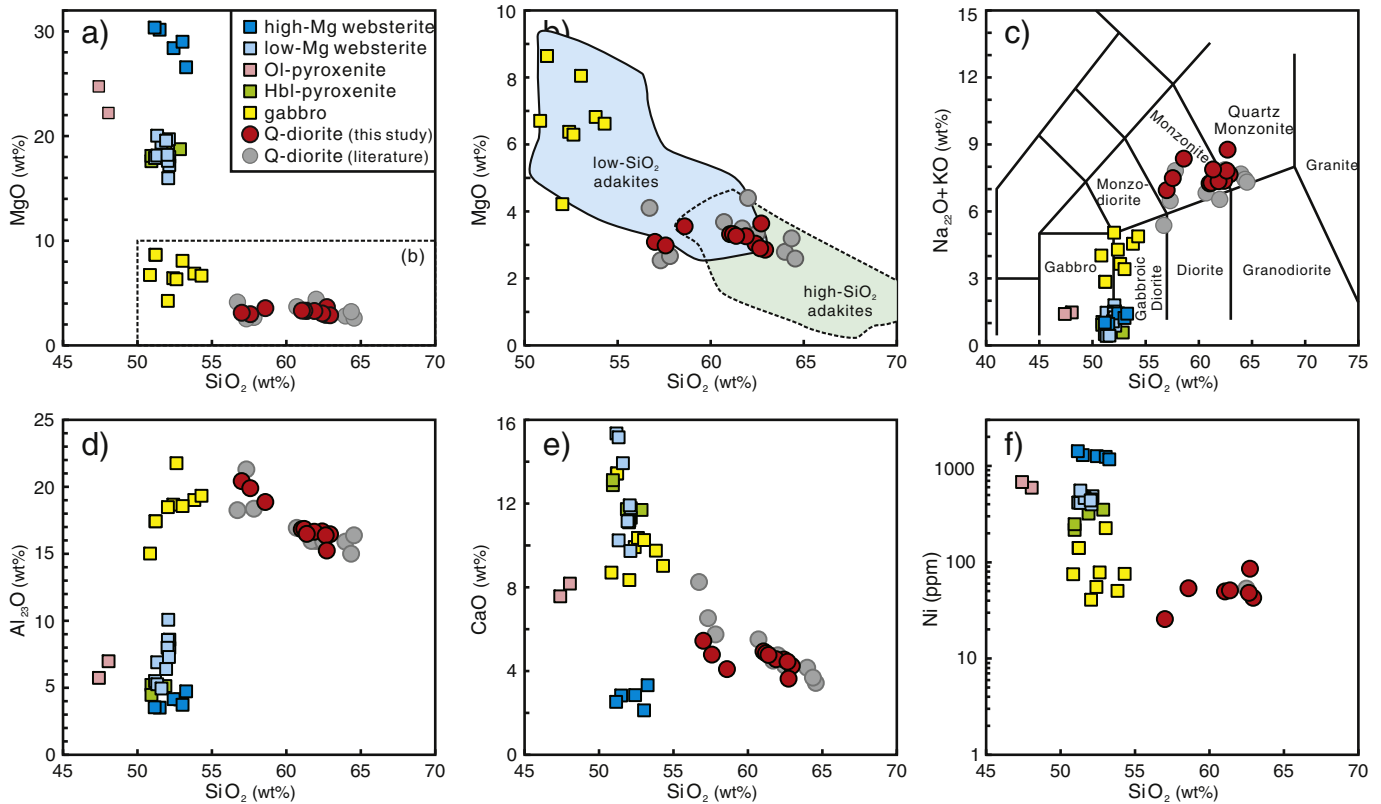 a)
high-Mg websterite
low-Mg websterite
Ol-pyroxenite
Hbl-pyroxenite
gabbro
Q-diorite (this study)
Q-diorite (literature)
(b)
MgO (wt%)
0
10
20
30
45 50 55 60 65 70
SiO2 (wt%)
b)
low-SiO2
adakites
high-SiO2
adakites
MgO (wt%)
0
2
4
6
8
10
50 55 60 65 70
SiO2 (wt%)
c)
Quartz
Monzonite
Monzonite
Granite
Monzo-
diorite
Gabbro
Gabbroic
Diorite
Diorite
Granodiorite
Na22O+KO (wt%)
0
3
6
9
12
15
40 45 50 55 60 65 70 75
SiO2 (wt%)
d)
Al23O (wt%)
0
5
10
15
20
25
45 50 55 60 65 70
SiO2 (wt%)
e)
CaO (wt%)
0
4
8
12
16
45 50 55 60 65 70
SiO2 (wt%)
f)
Ni (ppm)
1
10
100
1000
45 50 55 60 65 70
SiO2 (wt%)